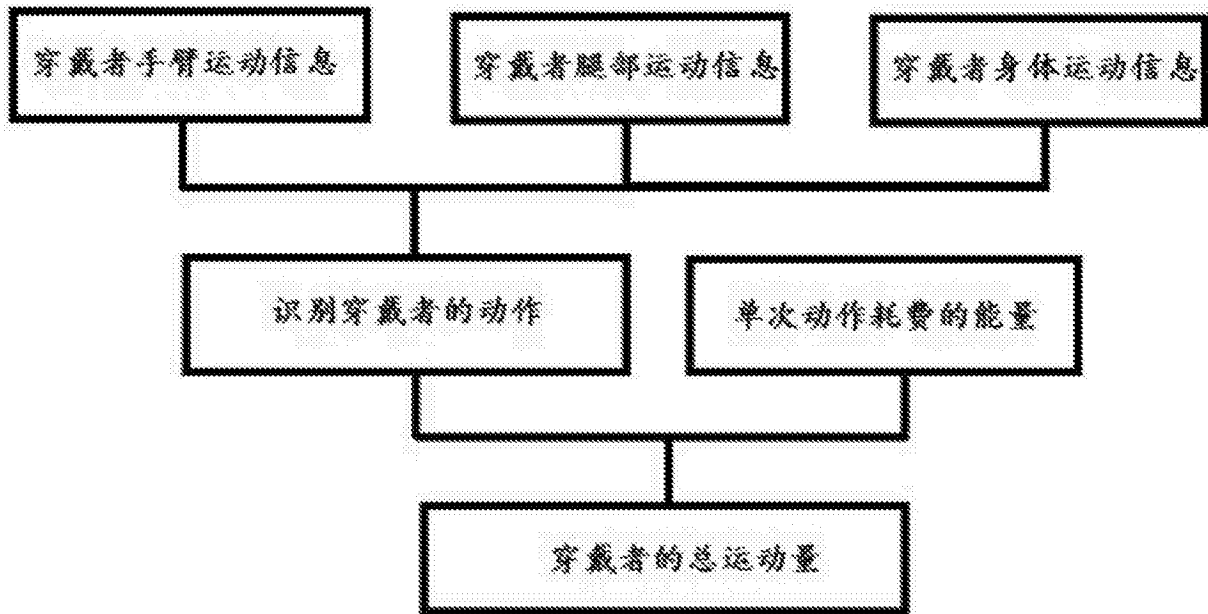 穿戴者手臂运动信息
穿戴者腿部运动信息
穿戴者身体运动信息
识别穿戴者的动作
单次动作耗费的能量
穿戴者的总运动量